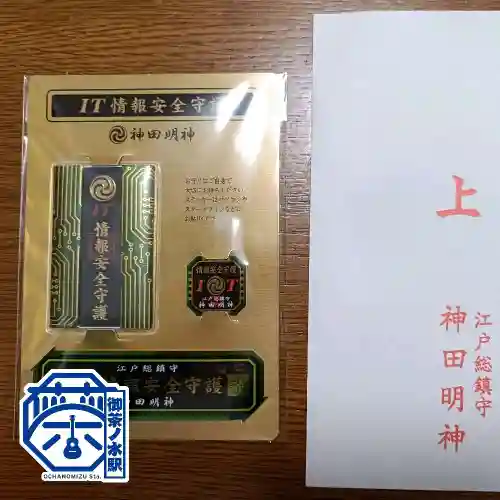 IT情報安全守護
神田明神
IT情報安全守護
情報安全守護
IT
江戸総鎮守
神田明神
江戸総鎮守
安全守護
神田明神
御茶ノ水駅
OCHANOMIZU Sta.
上
江戸総鎮守
神田明神